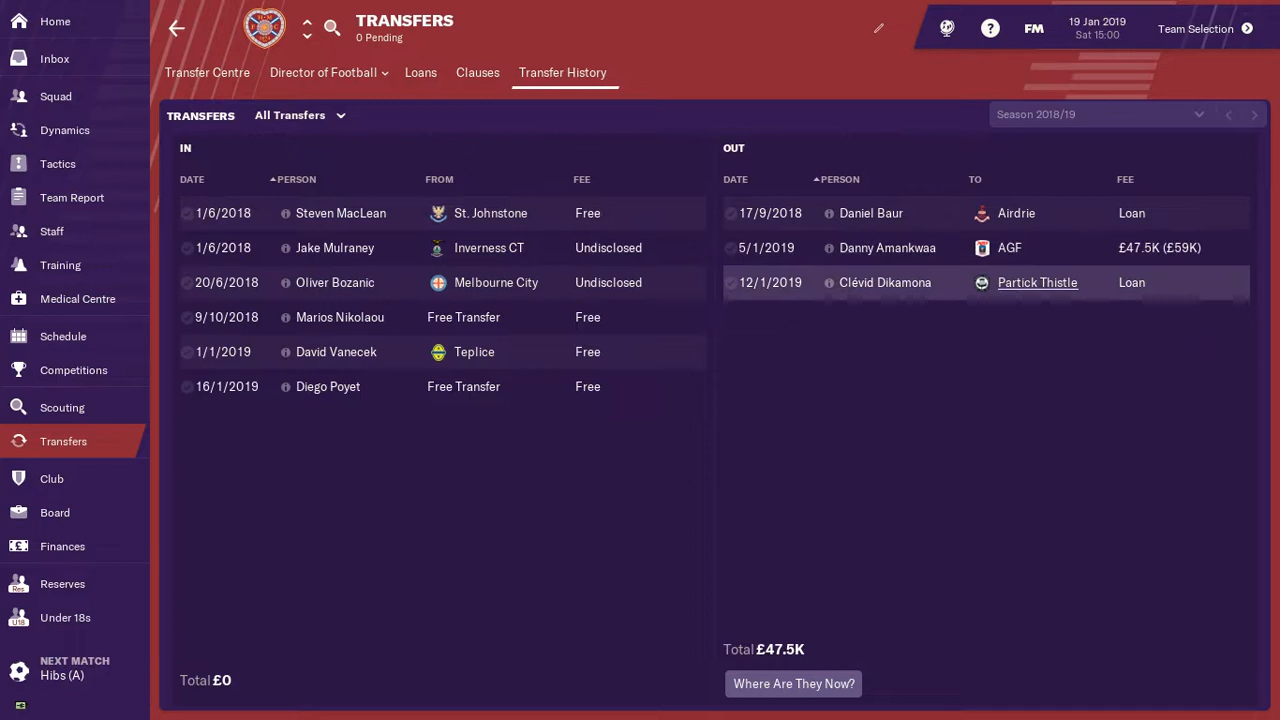 Home
Inbox
Squad
Dynamics
Tactics
Team Report
Staff
Training
Medical Centre
Schedule
Competitions
Scouting
Transfers
Club
Board
Finances
Res
Reserves
U18
Under 18s
NEXT MATCH
Hibs (A)
TRANSFERS
0 Pending
FM
19 Jan 2019
Sat 15:00
Team Selection
Transfer Centre Director of Football Loans Clauses Transfer History
TRANSFERS All Transfers Season 2018/19
IN
DATE PERSON FROM FEE
1/6/2018 Steven MacLean St. Johnstone Free
1/6/2018 Jake Mulraney Inverness CT Undisclosed
20/6/2018 Oliver Bozanic Melbourne City Undisclosed
9/10/2018 Marios Nikolaou Free Transfer Free
1/1/2019 David Vanecek Teplice Free
16/1/2019 Diego Poyet Free Transfer Free
Total £0
OUT
DATE PERSON TO FEE
17/9/2018 Daniel Baur Airdrie Loan
5/1/2019 Danny Amankwaa AGF £47.5K (£59K)
12/1/2019 Clévid Dikamona Partick Thistle Loan
Total £47.5K
Where Are They Now?